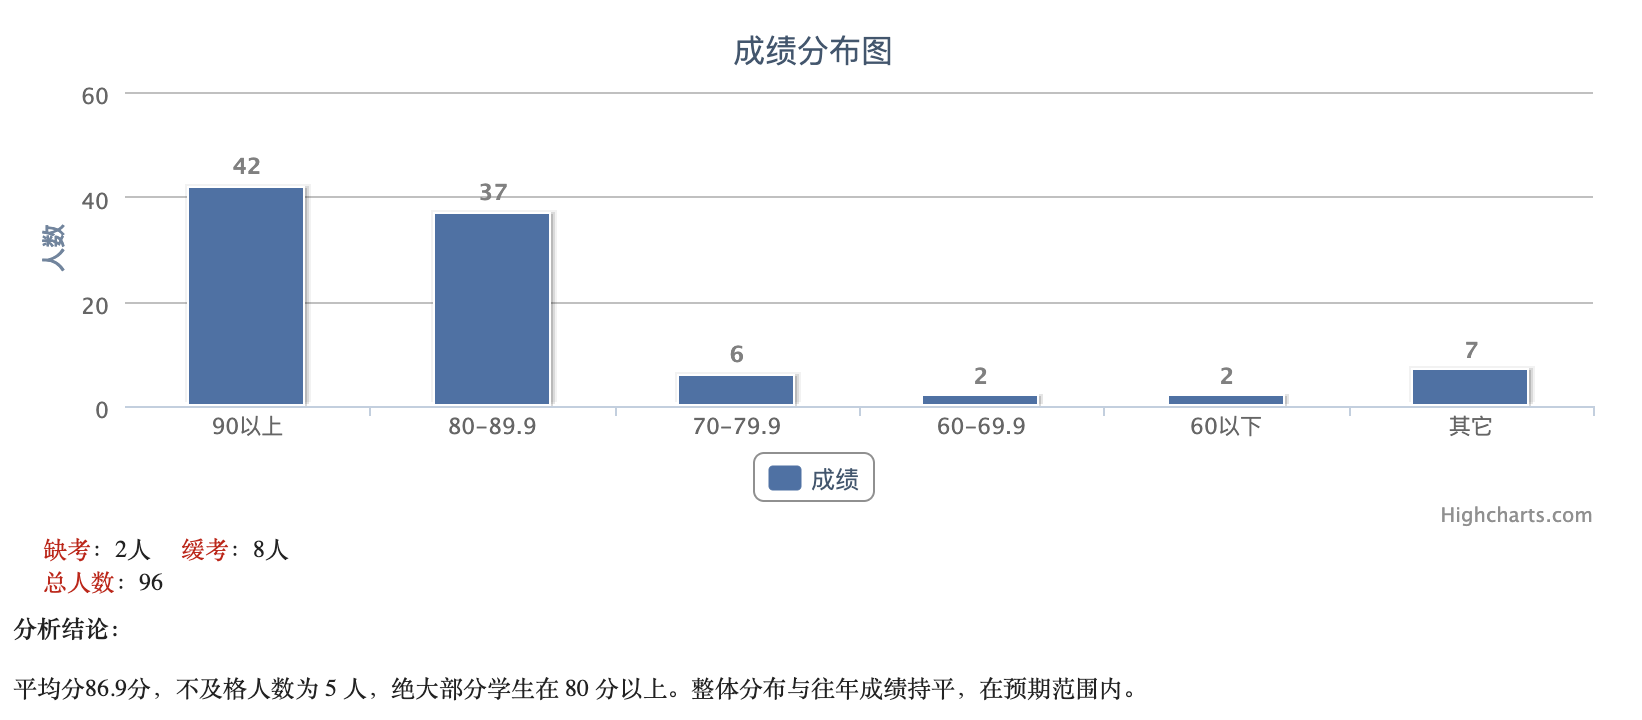 成绩分布图
60
40
20
0
人数
42
37
6
2
2
7
90以上
80-89.9
70-79.9
60-69.9
60以下
其它
成绩
Highcharts.com
缺考：2人 缓考：8人
总人数：96
分析结论：
平均分86.9分，不及格人数为 5 人，绝大部分学生在 80 分以上。整体分布与往年成绩持平，在预期范围内。